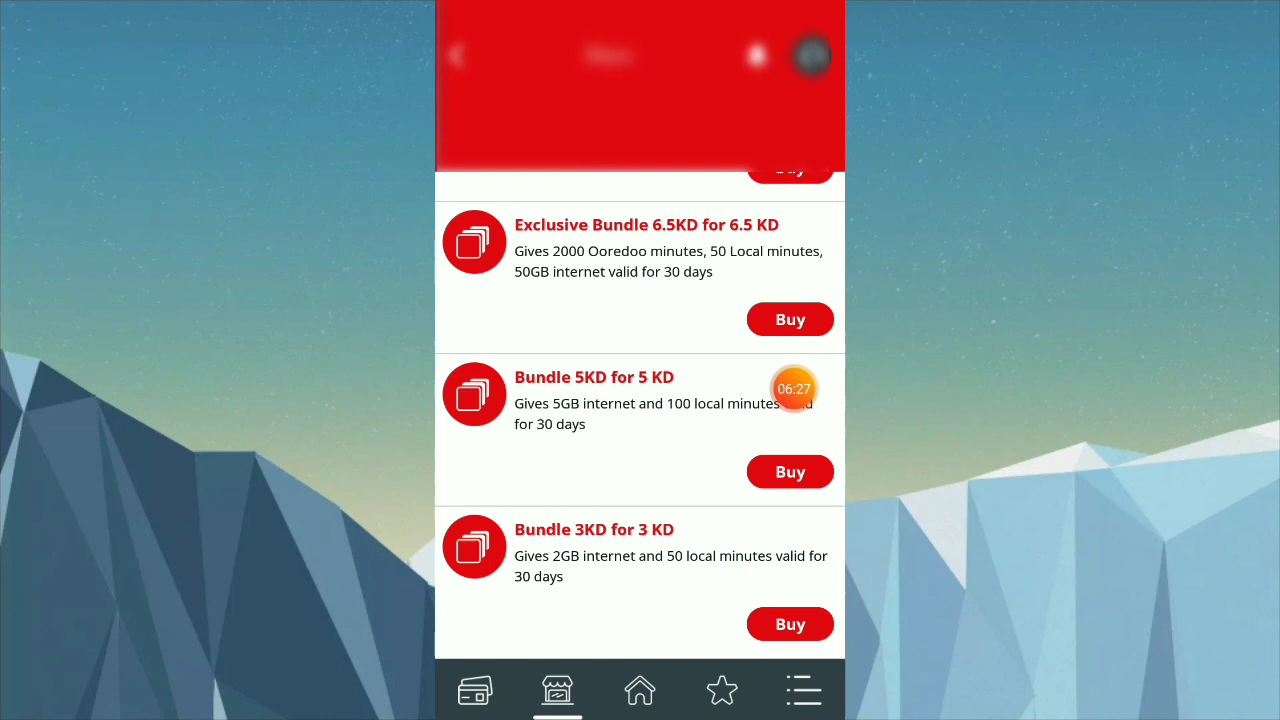 Exclusive Bundle 6.5KD for 6.5 KD
Gives 2000 Ooredoo minutes, 50 Local minutes,
50GB internet valid for 30 days
Buy
Bundle 5KD for 5 KD
06:27
Gives 5GB internet and 100 local minutes
for 30 days
Buy
Bundle 3KD for 3 KD
Gives 2GB internet and 50 local minutes valid for
30 days
Buy